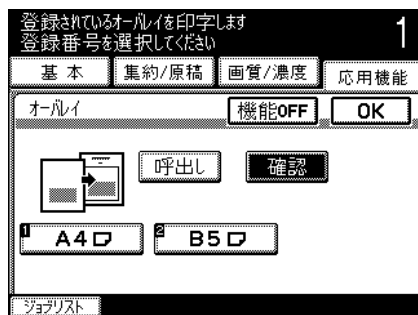 登録されているオーバレイを印字します
登録番号を選択してください
1
基本 集約/原稿 画質/濃度 応用機能
オーバレイ 機能OFF OK
呼出し 確認
1 A4 2 B5
ジョブリスト